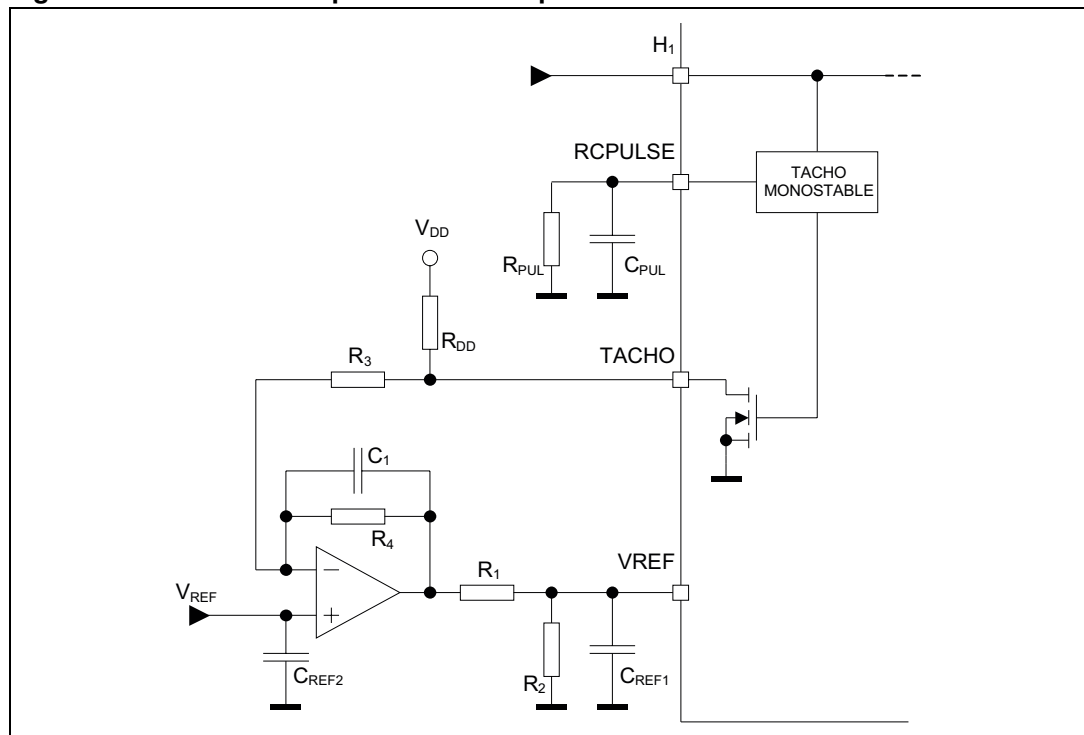 H1
RCPULSE
TACHO
MONOSTABLE
VDD
RPUL
CPUL
RDD
R3
TACHO
C1
R4
R1
VREF
VREF
CREF2
R2
CREF1